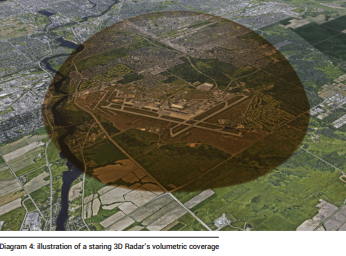 Diagram 4: illustration of a staring 3D Radar's volumetric coverage